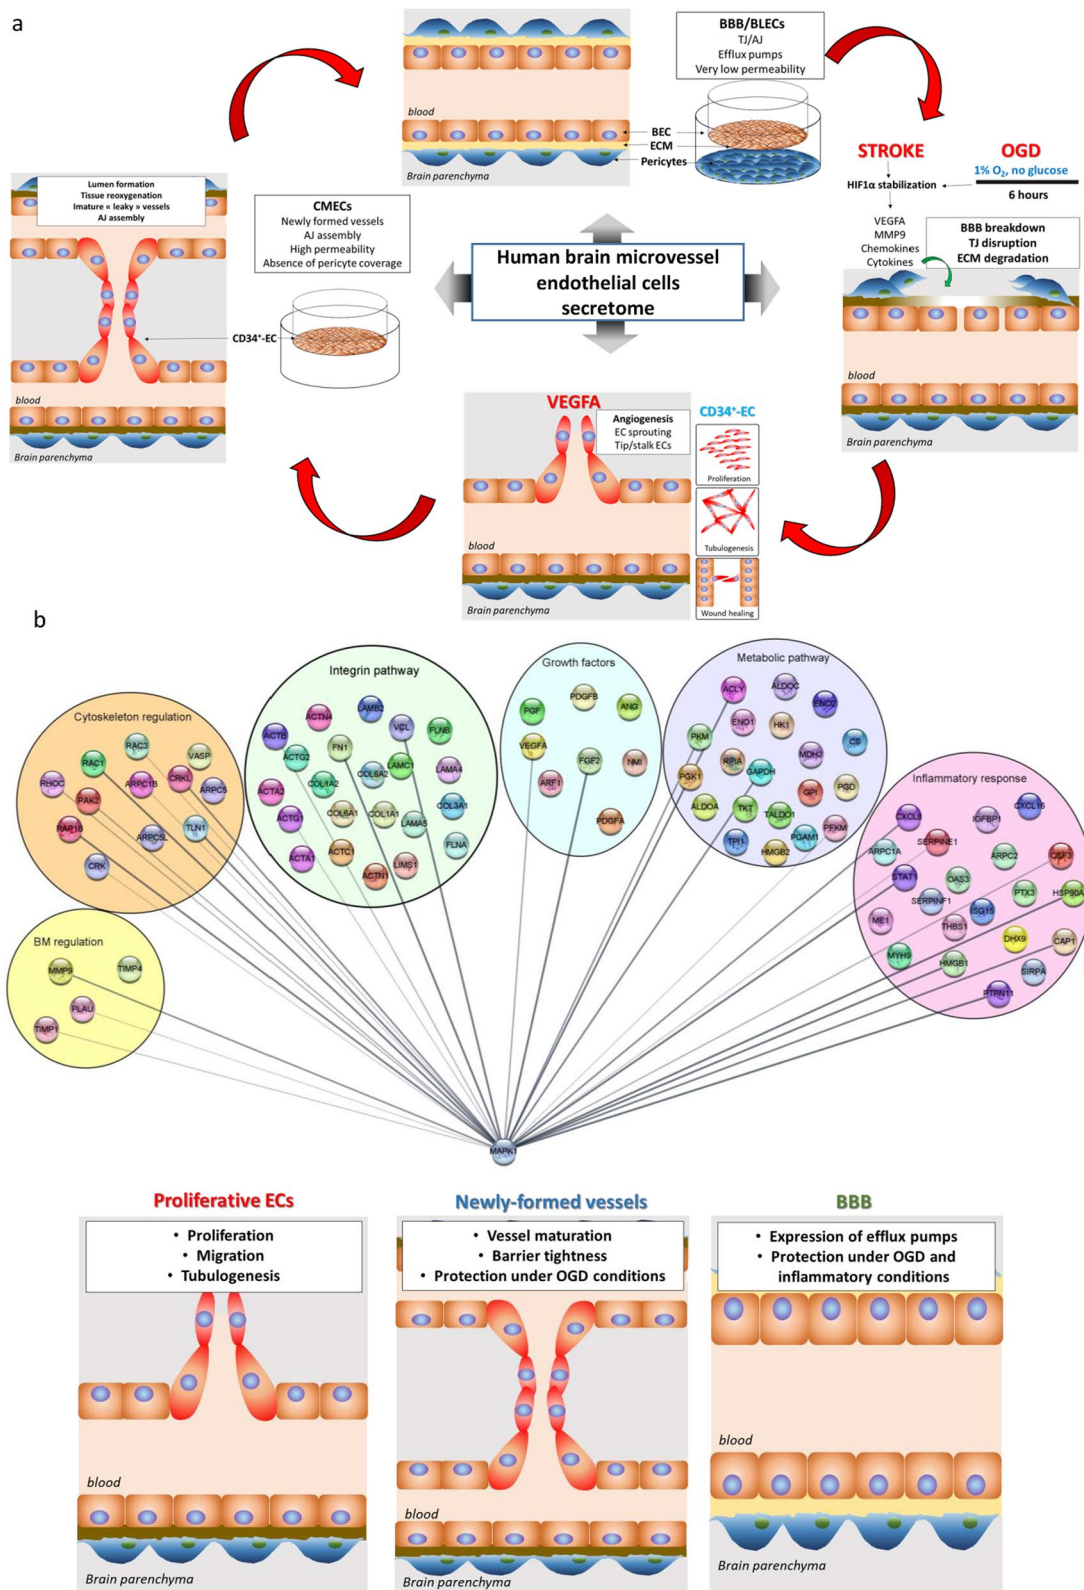 a
BBB/BLECs
TJ/AJ
Efflux pumps
Very low permeability
blood
BEC
ECM
Pericytes
Brain parenchyma
STROKE
OGD
1% O₂, no glucose
HIF1α stabilization
6 hours
VEGFA
MMP9
Chemokines
Cytokines
BBB breakdown
TJ disruption
ECM degradation
blood
Brain parenchyma
Lumen formation
Tissue reoxygenation
Imature « leaky » vessels
AJ assembly
CMECs
Newly formed vessels
AJ assembly
High permeability
Absence of pericyte coverage
CD34⁺-EC
blood
Brain parenchyma
Human brain microvessel
endothelial cells
secretome
VEGFA
Angiogenesis
EC sprouting
Tip/stalk ECs
CD34⁺-EC
Proliferation
Tubulogenesis
Wound healing
blood
Brain parenchyma
b
Cytoskeleton regulation
RAC3
VASP
RAC1
RHOC
ARPC1B
CRKL
ARPC5
PAK2
RAP1B
ARPC5L
TLN1
CRK
BM regulation
MMP9
TIMP4
PLAU
TIMP1
Integrin pathway
ACTN4
LAMB2
VCL
FLNB
ACTB
ACTG2
FN1
LAMC1
LAMA4
COL1A2
COL6A2
ACTA2
COL3A1
COL6A1
COL1A1
LAMA5
ACTG1
FLNA
ACTA1
ACTC1
ACTN1
LIMS1
Growth factors
PDGFB
PGF
ANG
VEGFA
FGF2
NMI
ARF1
PDGFA
Metabolic pathway
ACLY
ALDOC
ENO2
ENO1
HK1
PKM
CS
MDH2
RPIA
GAPDH
PGK1
GPI
PGD
ALDOA
TKT
TALDO1
PGAM1
PFKM
TPI1
HMGB2
Inflammatory response
CXCL8
IGFBP1
CXCL16
SERPINE1
ARPC1A
ARPC2
CSF3
STAT1
OAS3
PTX3
HSP90A
SERPINF1
ISG15
ME1
THBS1
DHX9
CAP1
MYH9
HMGB1
SIRPA
PTPN11
MAPK1
Proliferative ECs
• Proliferation
• Migration
• Tubulogenesis
blood
Brain parenchyma
Newly-formed vessels
• Vessel maturation
• Barrier tightness
• Protection under OGD conditions
blood
Brain parenchyma
BBB
• Expression of efflux pumps
• Protection under OGD and
inflammatory conditions
blood
Brain parenchyma